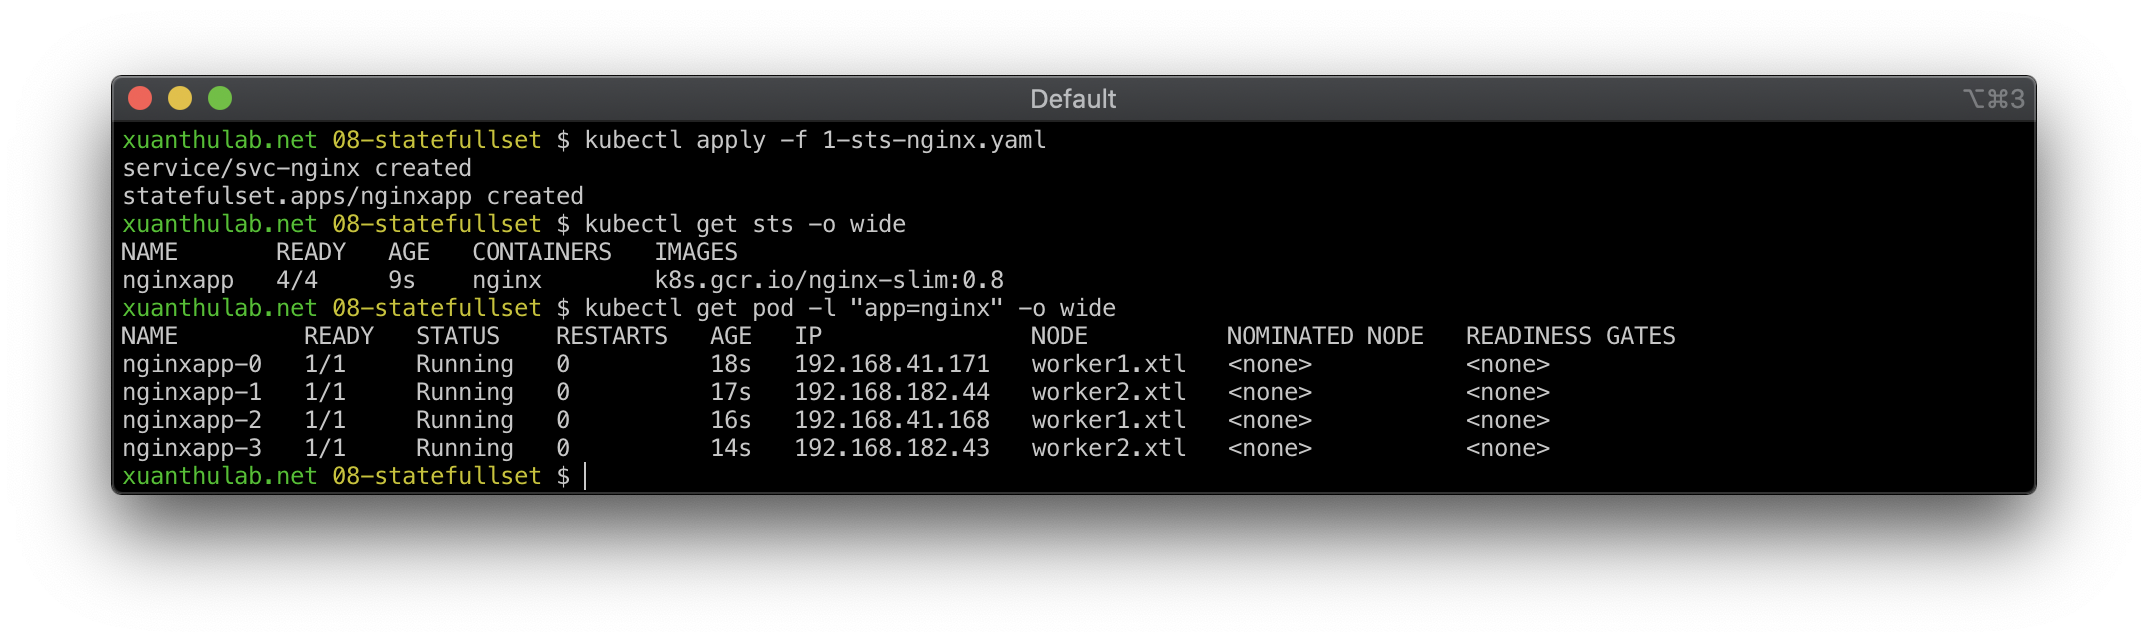 Default
⌥⌘3
xuanthulab.net 08-statefullset $ kubectl apply -f 1-sts-nginx.yaml
service/svc-nginx created
statefulset.apps/nginxapp created
xuanthulab.net 08-statefullset $ kubectl get sts -o wide
NAME       READY   AGE   CONTAINERS   IMAGES
nginxapp   4/4     9s    nginx        k8s.gcr.io/nginx-slim:0.8
xuanthulab.net 08-statefullset $ kubectl get pod -l "app=nginx" -o wide
NAME         READY   STATUS    RESTARTS   AGE   IP               NODE          NOMINATED NODE   READINESS GATES
nginxapp-0   1/1     Running   0          18s   192.168.41.171   worker1.xtl   <none>           <none>
nginxapp-1   1/1     Running   0          17s   192.168.182.44   worker2.xtl   <none>           <none>
nginxapp-2   1/1     Running   0          16s   192.168.41.168   worker1.xtl   <none>           <none>
nginxapp-3   1/1     Running   0          14s   192.168.182.43   worker2.xtl   <none>           <none>
xuanthulab.net 08-statefullset $